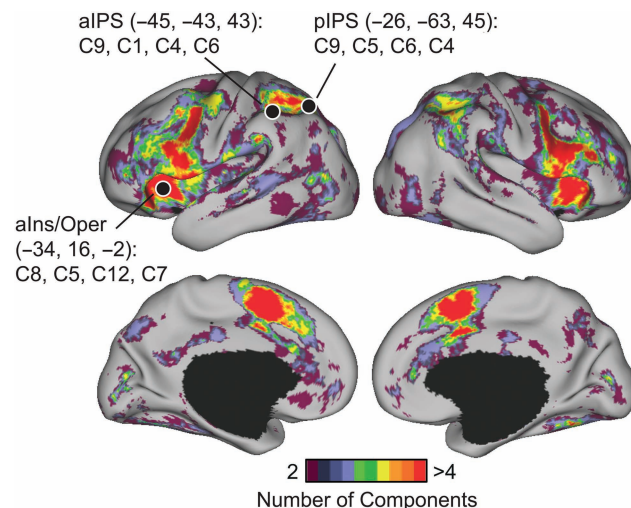 aIPS (−45, −43, 43):
C9, C1, C4, C6
pIPS (−26, −63, 45):
C9, C5, C6, C4
aIns/Oper
(−34, 16, −2):
C8, C5, C12, C7
2 >4
Number of Components